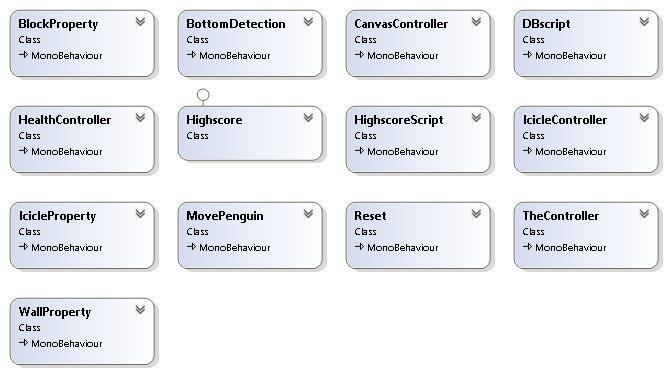 BlockProperty
Class
MonoBehaviour
BottomDetection
Class
MonoBehaviour
CanvasController
Class
MonoBehaviour
DBscript
Class
MonoBehaviour
HealthController
Class
MonoBehaviour
Highscore
Class
HighscoreScript
Class
MonoBehaviour
IcicleController
Class
MonoBehaviour
IcicleProperty
Class
MonoBehaviour
MovePenguin
Class
MonoBehaviour
Reset
Class
MonoBehaviour
TheController
Class
MonoBehaviour
WallProperty
Class
MonoBehaviour